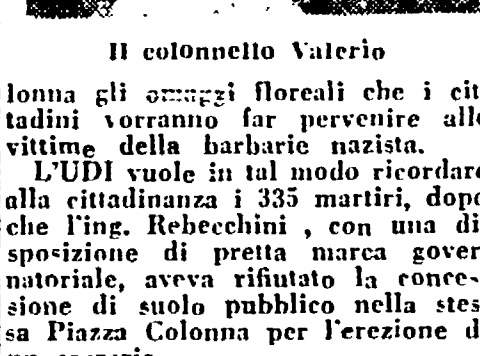 Il colonnello Valerio
lonna gli omaggi floreali che i cit
tadini vorranno far pervenire alle
vittime della barbarie nazista.
L'UDI vuole in tal modo ricordare
alla cittadinanza i 335 martiri, dopo
che l'ing. Rebecchini , con una di
sposizione di pretta marca gover
natoriale, aveva rifiutato la conce-
sione di suolo pubblico nella stes
sa Piazza Colonna per l'erezione d
un